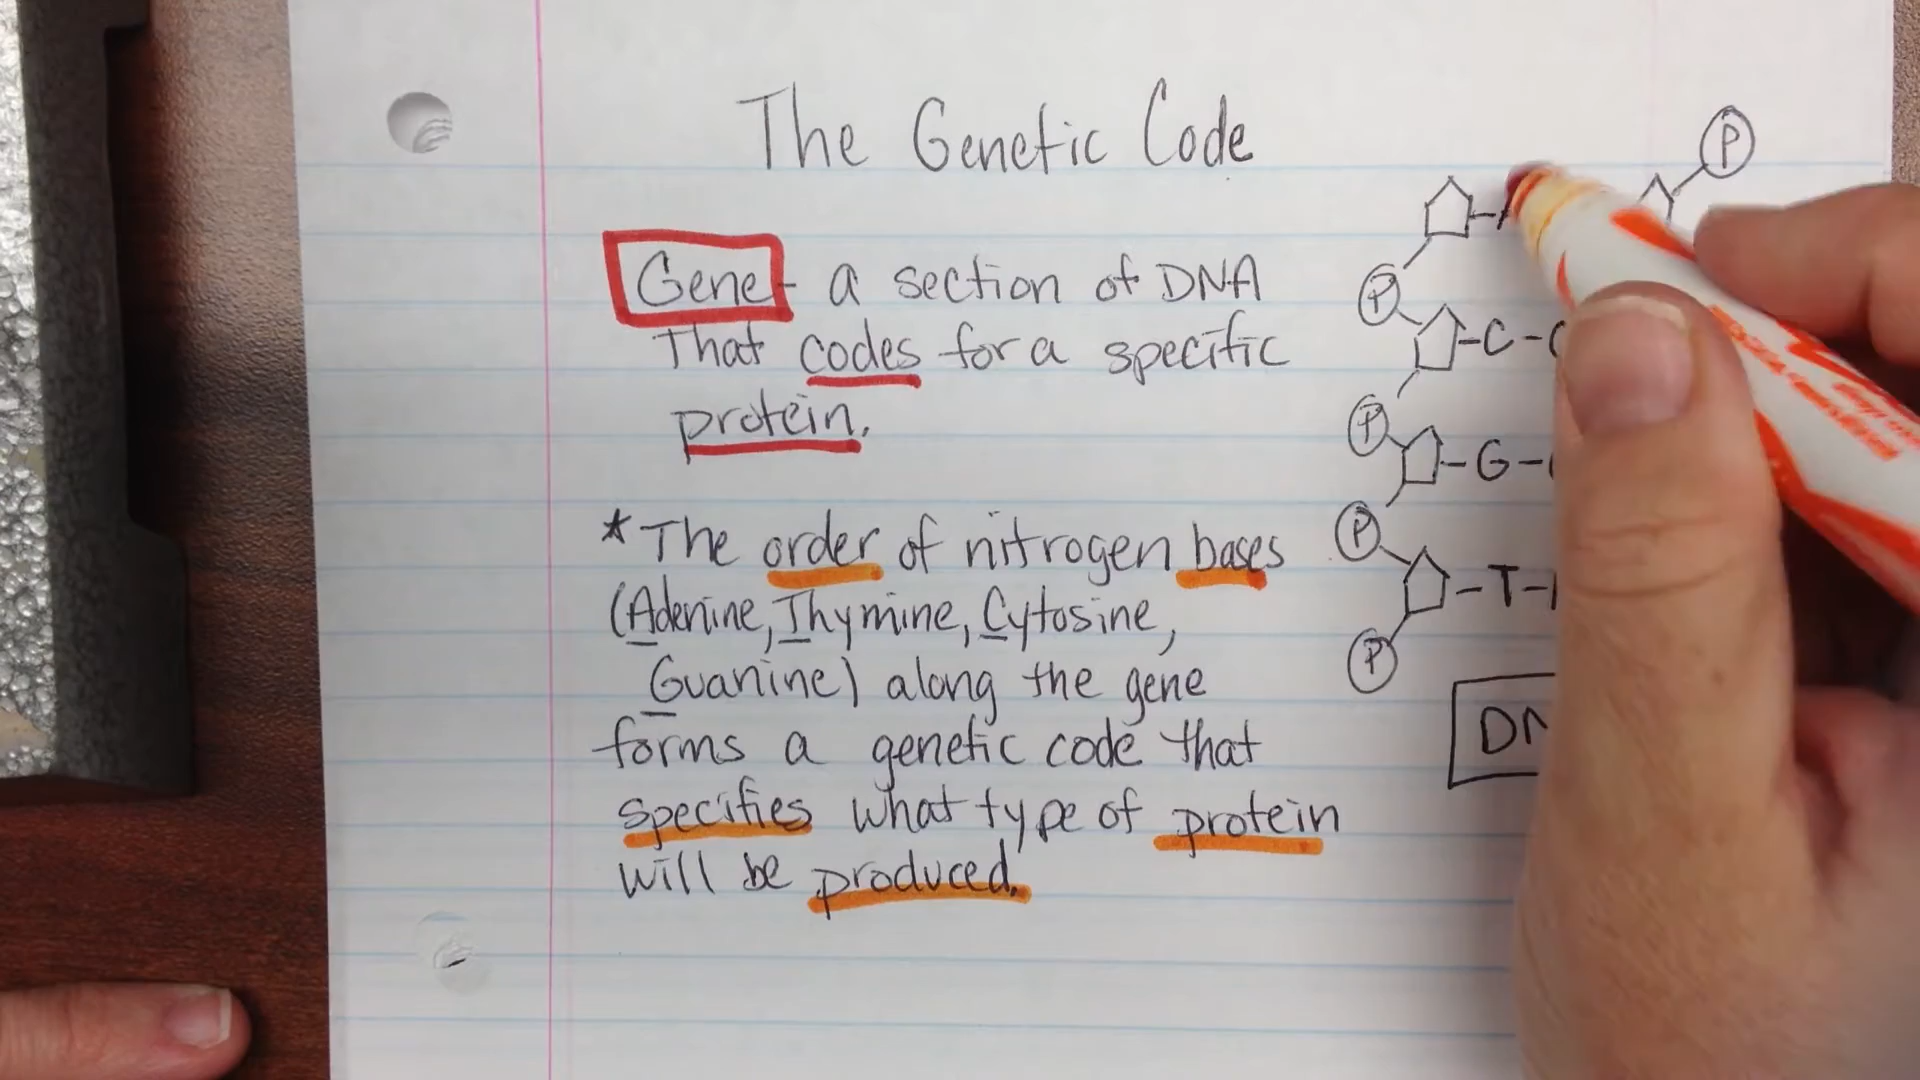 The Genetic Code
Gene - a section of DNA
That codes for a specific
protein.
* The order of nitrogen bases
(Adenine, Thymine, Cytosine,
Guanine) along the gene
forms a genetic code that
specifies what type of protein
will be produced.
P
P
-C-
P
-G-
P
-T-
P